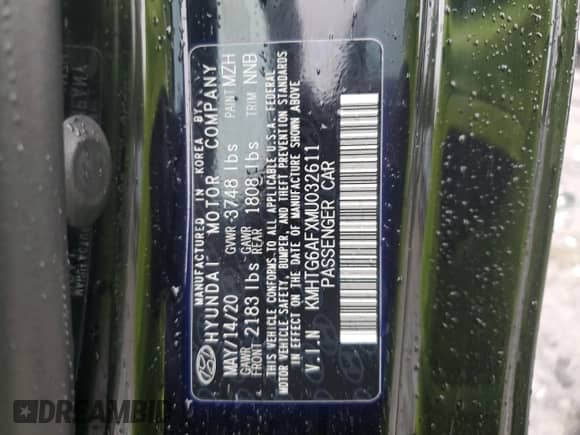 MANUFACTURED IN KOREA BY
HYUNDAI MOTOR COMPANY
MAY/14/20 GVWR 3748 lbs PAINT MZH
GAWR FRONT 2183 lbs GAWR REAR 1808 lbs TRIM NNB
THIS VEHICLE CONFORMS TO ALL APPLICABLE U.S.A. FEDERAL
MOTOR VEHICLE SAFETY, BUMPER, AND THEFT PREVENTION STANDARDS
IN EFFECT ON THE DATE OF MANUFACTURE SHOWN ABOVE
V.I.N KMHTG6AFXMU032611
PASSENGER CAR
DREAMBID